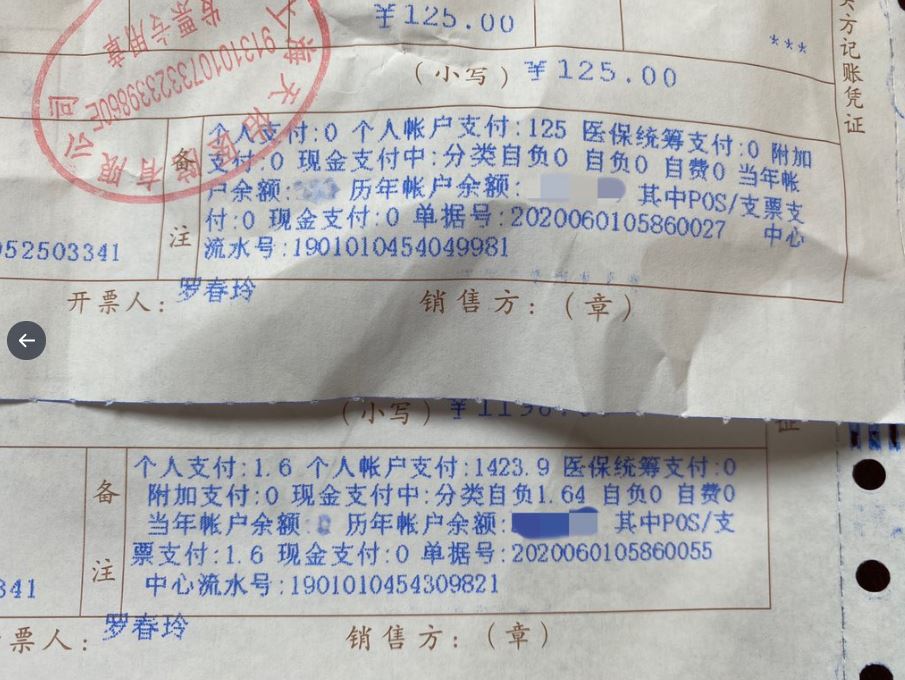 ¥125.00
***
(小写) ¥125.00
方记账凭证
91310107332339860E
发票专用章
有限公司
个人支付:0 个人帐户支付:125 医保统筹支付:0 附加
支付:0 现金支付中:分类自负0 自负0 自费0 当年帐
户余额: 历年帐户余额: 其中POS/支票支
付:0 现金支付:0 单据号:2020060105860027 中心
流水号:1901010454049981
备注
52503341
开票人: 罗春玲 销售方: (章)
(小写)
个人支付:1.6 个人帐户支付:1423.9 医保统筹支付:0
附加支付:0 现金支付中:分类自负1.64 自负0 自费0
当年帐户余额: 历年帐户余额: 其中POS/支
票支付:1.6 现金支付:0 单据号:2020060105860055
中心流水号:1901010454309821
备注
341
票人: 罗春玲 销售方: (章)